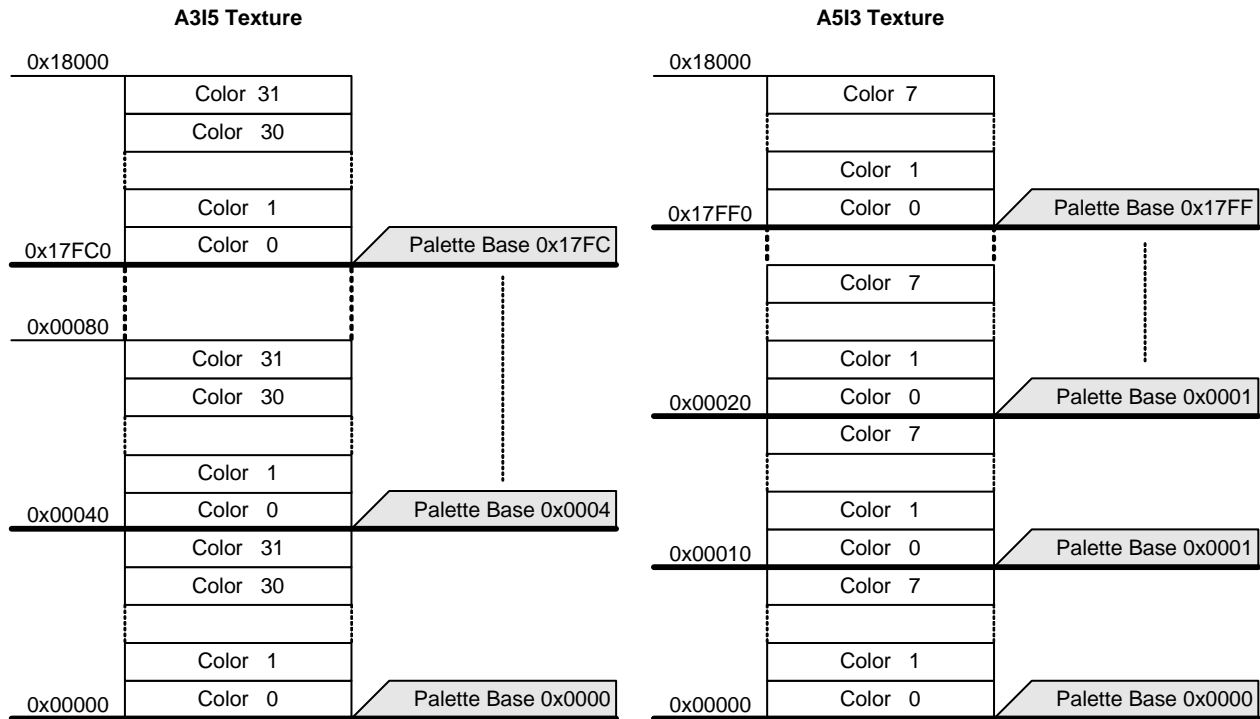 A3I5 Texture
0x18000
Color 31
Color 30
Color 1
Color 0
0x17FC0
Palette Base 0x17FC
0x00080
Color 31
Color 30
Color 1
Color 0
0x00040
Palette Base 0x0004
Color 31
Color 30
Color 1
Color 0
0x00000
Palette Base 0x0000
A5I3 Texture
0x18000
Color 7
Color 1
Color 0
0x17FF0
Palette Base 0x17FF
Color 7
Color 1
Color 0
0x00020
Palette Base 0x0001
Color 7
Color 1
Color 0
0x00010
Palette Base 0x0001
Color 7
Color 1
Color 0
0x00000
Palette Base 0x0000